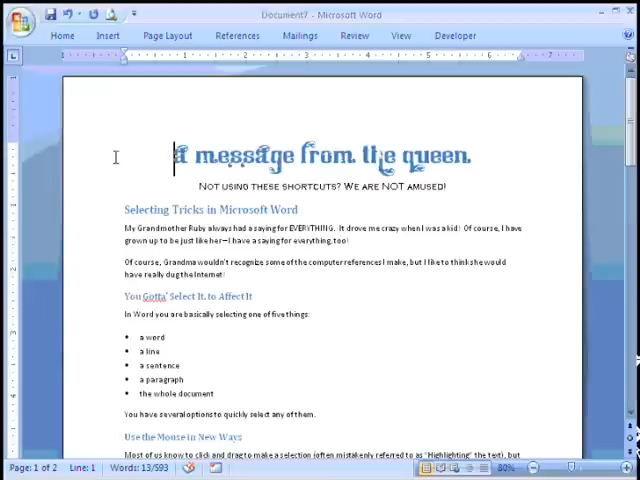 Document7 - Microsoft Word
Home Insert Page Layout References Mailings Review View Developer
a message from the queen.
Not using these shortcuts? We are NOT amused!
Selecting Tricks in Microsoft Word
My Grandmother Ruby always had a saying for EVERYTHING. It drove me crazy when I was a kid! Of course, I have
grown up to be just like her—I have a saying for everything, too!
Of course, Grandma wouldn't recognize some of the computer references I make, but I like to think she would
have really dug the Internet!
You Gotta' Select It, to Affect It
In Word you are basically selecting one of five things:
• a word
• a line
• a sentence
• a paragraph
• the whole document
You have several options to quickly select any of them.
Use the Mouse in New Ways
Most of us know to click and drag to make a selection (often mistakenly referred to as "Highlighting" the text), but
Page: 1 of 2 Line: 1 Words: 13/593 80%